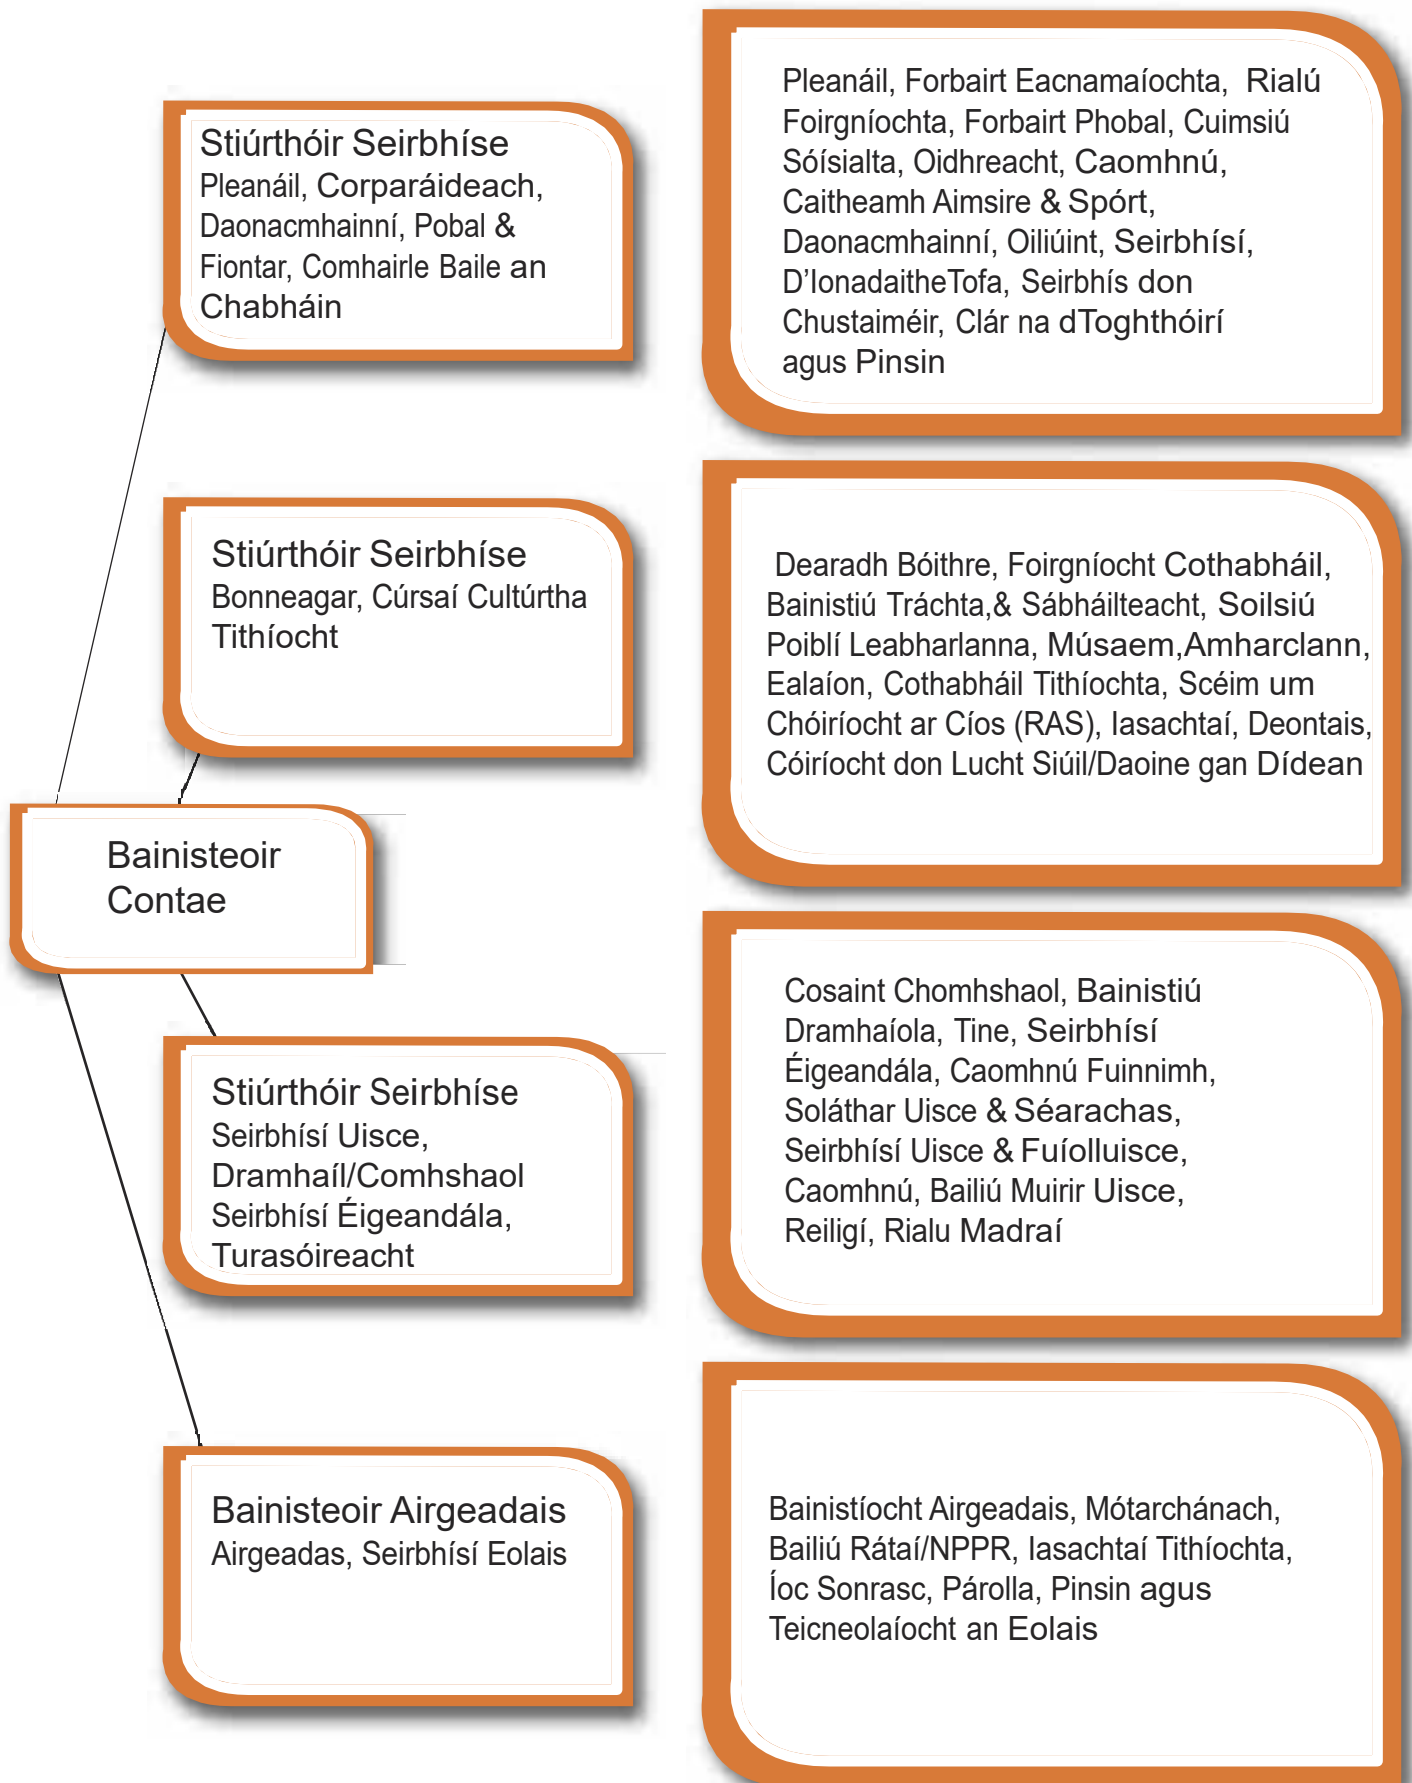 Stiúrthóir Seirbhíse
Pleanáil, Corparáideach,
Daonacmhainní, Pobal &
Fiontar, Comhairle Baile an
Chabháin
Pleanáil, Forbairt Eacnamaíochta, Rialú
Foirgníochta, Forbairt Phobal, Cuimsiú
Sóísialta, Oidhreacht, Caomhnú,
Caitheamh Aimsire & Spórt,
Daonacmhainní, Oiliúint, Seirbhísí,
D'IonadaitheTofa, Seirbhís don
Chustaiméir, Clár na dToghthóirí
agus Pinsin
Stiúrthóir Seirbhíse
Bonneagar, Cúrsaí Cultúrtha
Tithíocht
Dearadh Bóithre, Foirgníocht Cothabháil,
Bainistiú Tráchta,& Sábháilteacht, Soilsiú
Poiblí Leabharlanna, Músaem,Amharclann,
Ealaíon, Cothabháil Tithíochta, Scéim um
Chóiríocht ar Cíos (RAS), Iasachtaí, Deontais,
Cóiríocht don Lucht Siúil/Daoine gan Dídean
Bainisteoir
Contae
Stiúrthóir Seirbhíse
Seirbhísí Uisce,
Dramhaíl/Comhshaol
Seirbhísí Éigeandála,
Turasóireacht
Cosaint Chomhshaol, Bainistiú
Dramhaíola, Tine, Seirbhísí
Éigeandála, Caomhnú Fuinnimh,
Soláthar Uisce & Séarachas,
Seirbhísí Uisce & Fuíolluisce,
Caomhnú, Bailiú Muirir Uisce,
Reiligí, Rialu Madraí
Bainisteoir Airgeadais
Airgeadas, Seirbhísí Eolais
Bainistíocht Airgeadais, Mótarchánach,
Bailiú Rátaí/NPPR, Iasachtaí Tithíochta,
Íoc Sonrasc, Párolla, Pinsin agus
Teicneolaíocht an Eolais